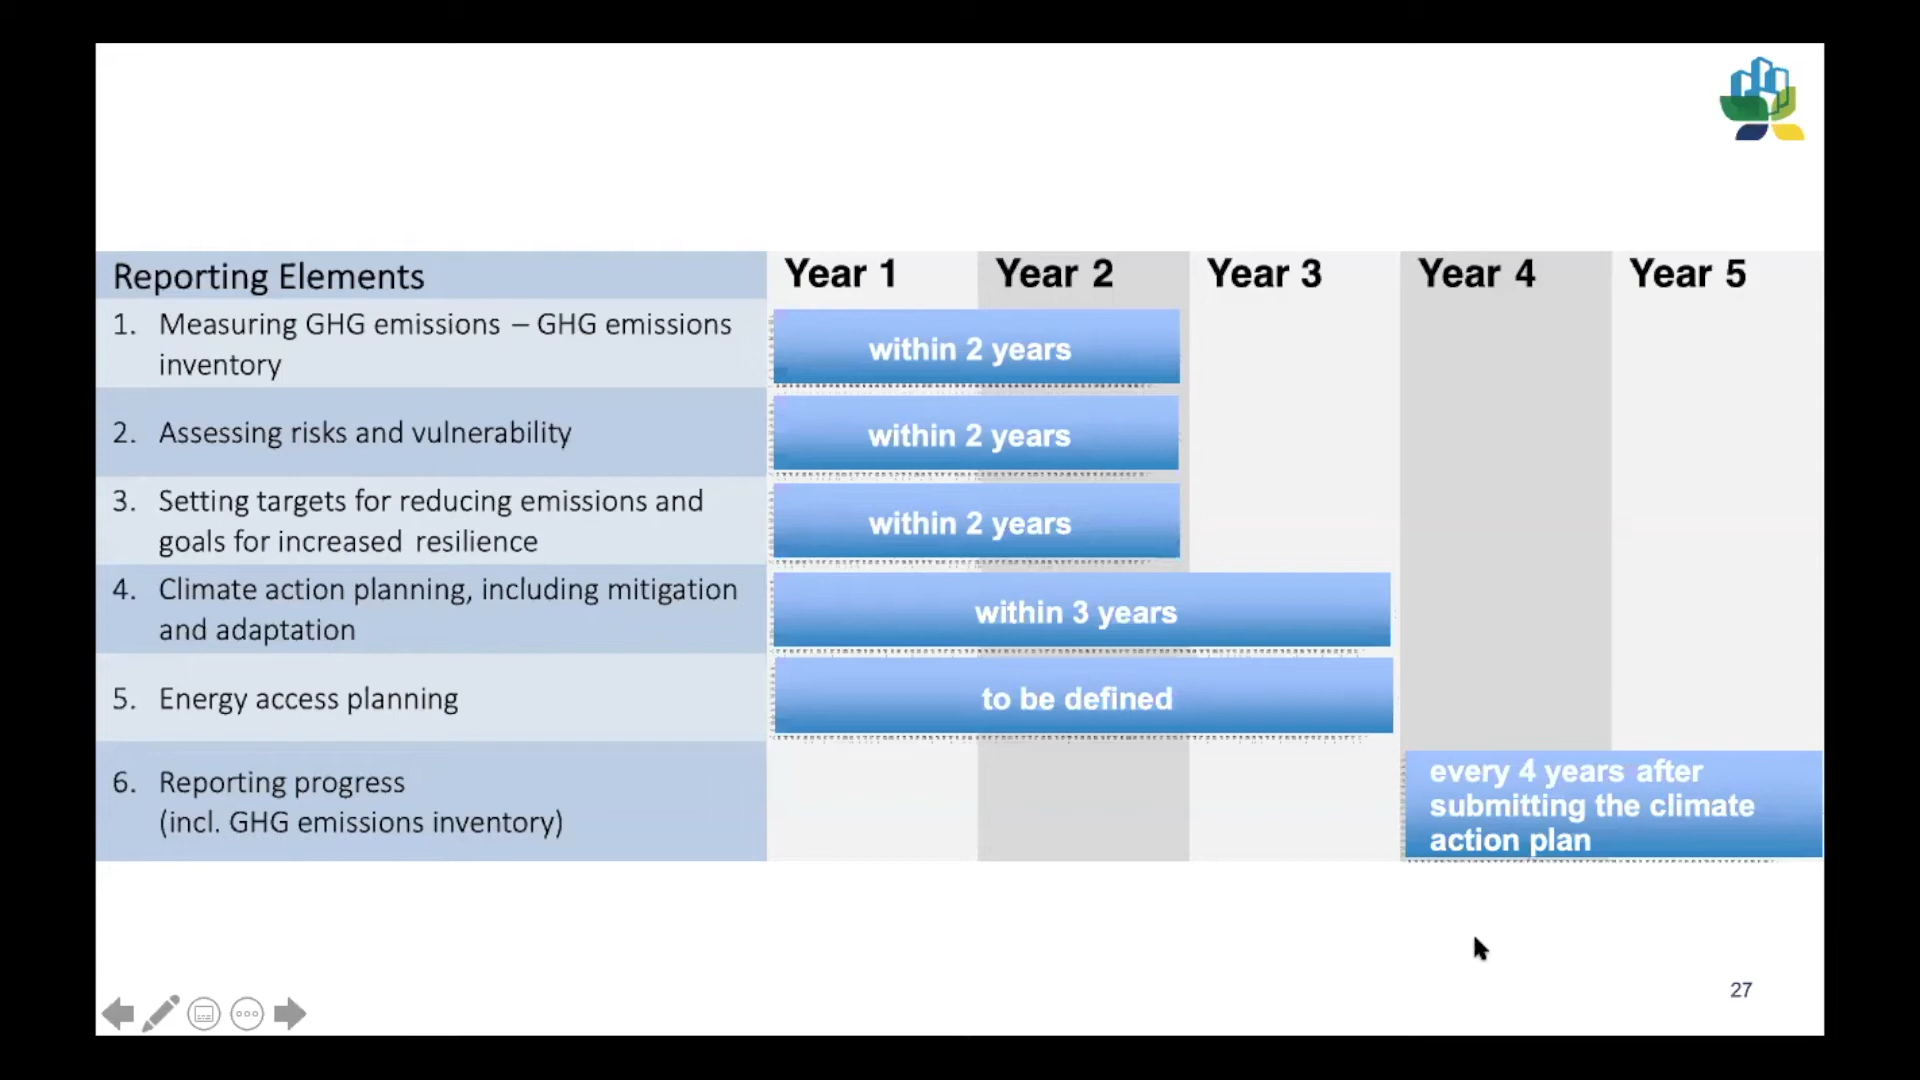 Reporting Elements
Year 1
Year 2
Year 3
Year 4
Year 5
1. Measuring GHG emissions – GHG emissions
inventory
within 2 years
2. Assessing risks and vulnerability
within 2 years
3. Setting targets for reducing emissions and
goals for increased resilience
within 2 years
4. Climate action planning, including mitigation
and adaptation
within 3 years
5. Energy access planning
to be defined
6. Reporting progress
(incl. GHG emissions inventory)
every 4 years after
submitting the climate
action plan
27